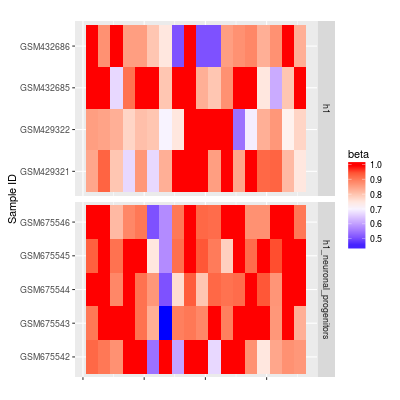 GSM432686
GSM432685
GSM429322
GSM429321
h1
GSM675546
GSM675545
GSM675544
GSM675543
GSM675542
h1_neuronal_progenitors
Sample ID
beta
1.0
0.9
0.8
0.7
0.6
0.5